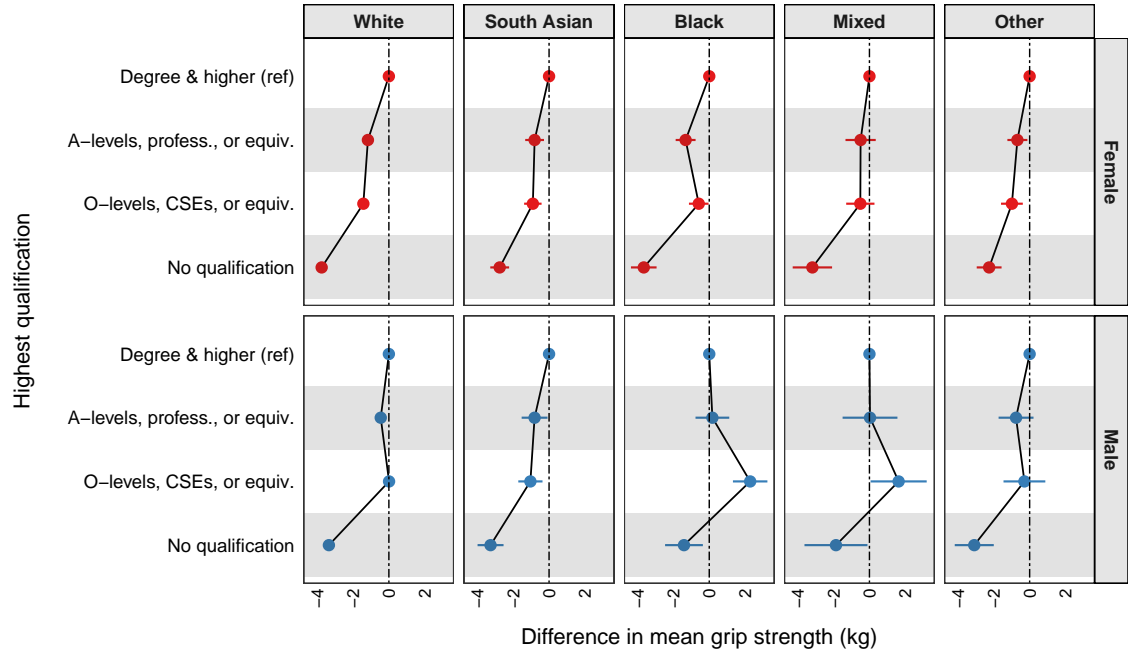 White South Asian Black Mixed Other
Highest qualification
Degree & higher (ref)
A−levels, profess., or equiv.
O−levels, CSEs, or equiv.
No qualification
Female
Degree & higher (ref)
A−levels, profess., or equiv.
O−levels, CSEs, or equiv.
No qualification
Male
−4 −2 0 2 −4 −2 0 2 −4 −2 0 2 −4 −2 0 2 −4 −2 0 2
Difference in mean grip strength (kg)